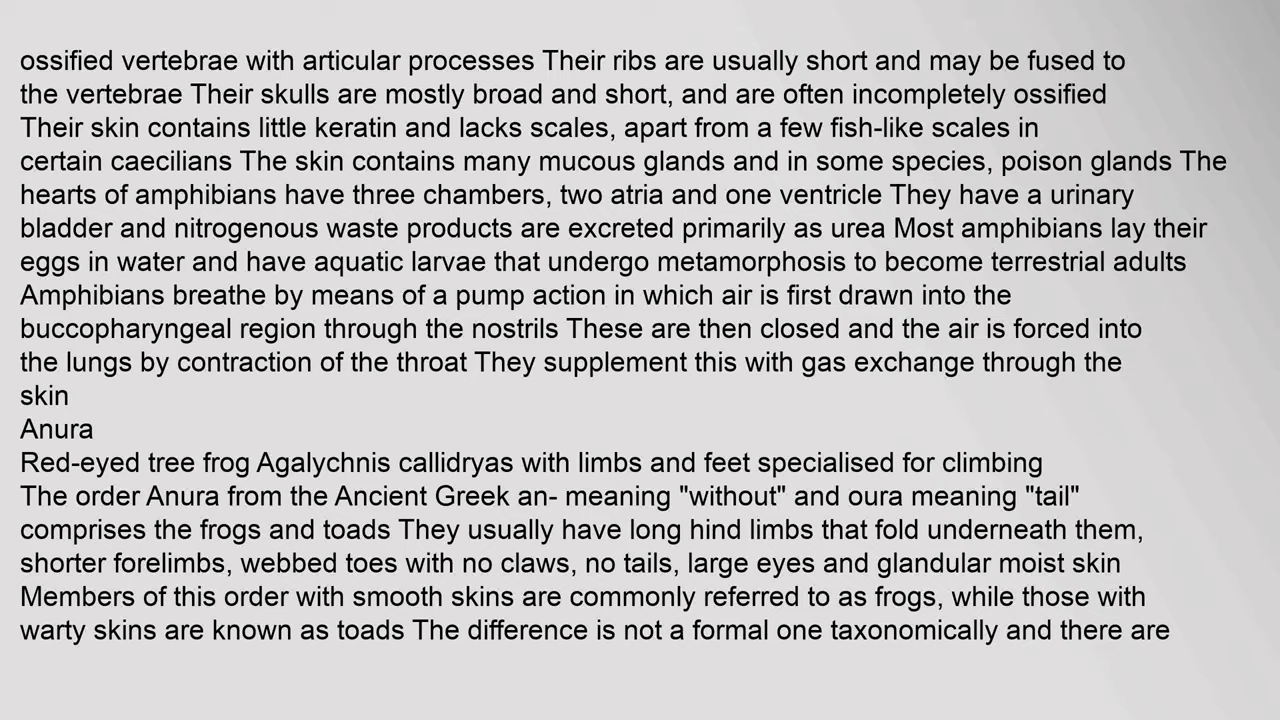 ossified vertebrae with articular processes Their ribs are usually short and may be fused to
the vertebrae Their skulls are mostly broad and short, and are often incompletely ossified
Their skin contains little keratin and lacks scales, apart from a few fish-like scales in
certain caecilians The skin contains many mucous glands and in some species, poison glands The
hearts of amphibians have three chambers, two atria and one ventricle They have a urinary
bladder and nitrogenous waste products are excreted primarily as urea Most amphibians lay their
eggs in water and have aquatic larvae that undergo metamorphosis to become terrestrial adults
Amphibians breathe by means of a pump action in which air is first drawn into the
buccopharyngeal region through the nostrils These are then closed and the air is forced into
the lungs by contraction of the throat They supplement this with gas exchange through the
skin
Anura
Red-eyed tree frog Agalychnis callidryas with limbs and feet specialised for climbing
The order Anura from the Ancient Greek an- meaning "without" and oura meaning "tail"
comprises the frogs and toads They usually have long hind limbs that fold underneath them,
shorter forelimbs, webbed toes with no claws, no tails, large eyes and glandular moist skin
Members of this order with smooth skins are commonly referred to as frogs, while those with
warty skins are known as toads The difference is not a formal one taxonomically and there are